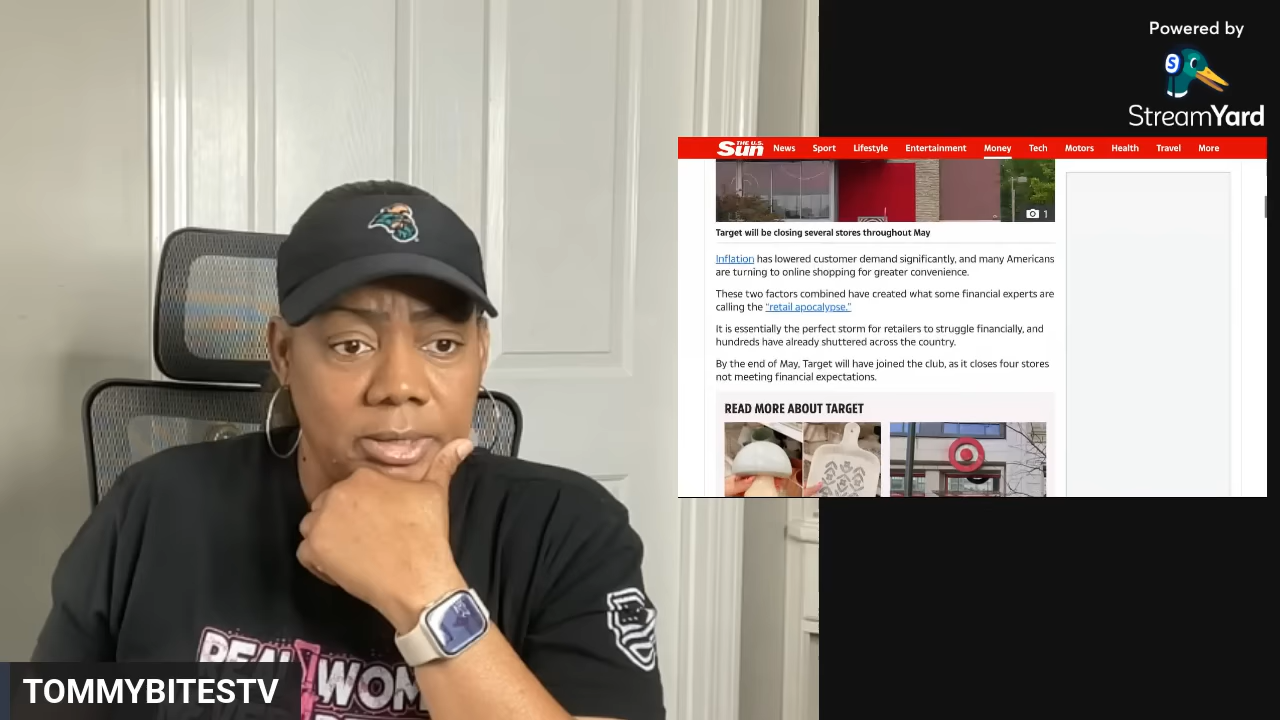 Powered by
StreamYard
THE U.S. Sun News Sport Lifestyle Entertainment Money Tech Motors Health Travel More
1
Target will be closing several stores throughout May
Inflation has lowered customer demand significantly, and many Americans
are turning to online shopping for greater convenience.
These two factors combined have created what some financial experts are
calling the “retail apocalypse.”
It is essentially the perfect storm for retailers to struggle financially, and
hundreds have already shuttered across the country.
By the end of May, Target will have joined the club, as it closes four stores
not meeting financial expectations.
READ MORE ABOUT TARGET
REAL WOM
TOMMYBITESTV